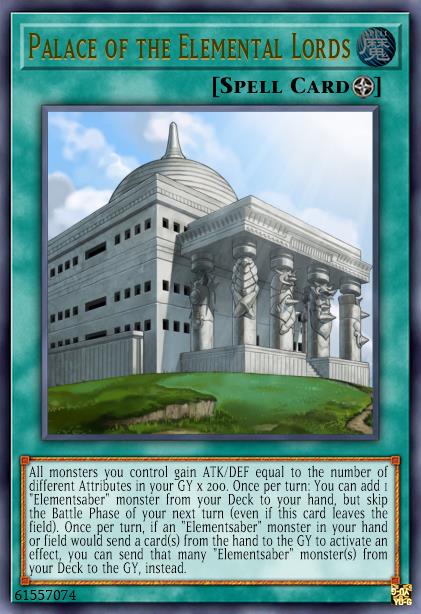 PALACE OF THE ELEMENTAL LORDS
[SPELL CARD]
All monsters you control gain ATK/DEF equal to the number of
different Attributes in your GY x 200. Once per turn: You can add 1
"Elementsaber" monster from your Deck to your hand, but skip
the Battle Phase of your next turn (even if this card leaves the
field). Once per turn, if an "Elementsaber" monster in your hand
or field would send a card(s) from the hand to the GY to activate an
effect, you can send that many "Elementsaber" monster(s) from
your Deck to the GY, instead.
61557074